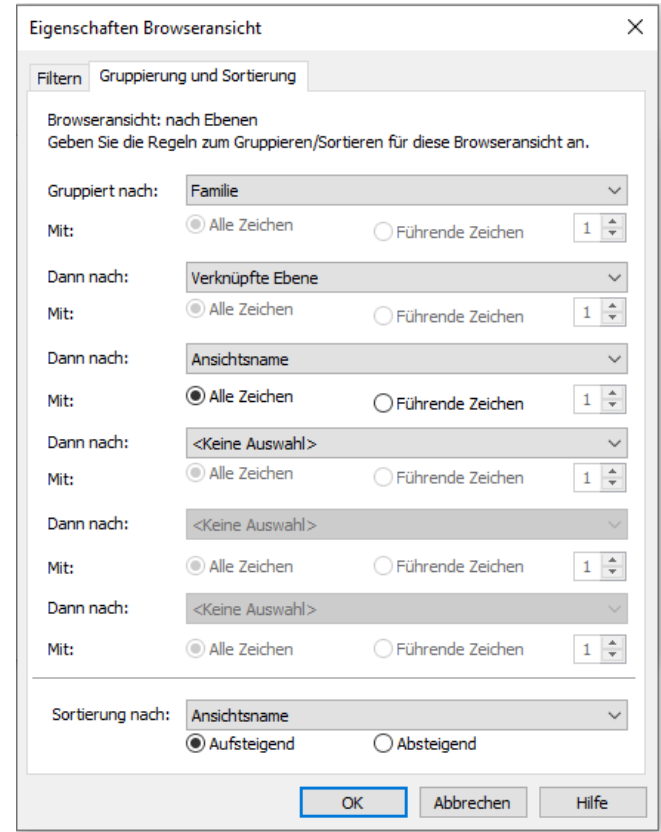 Eigenschaften Browseransicht
Filtern Gruppierung und Sortierung
Browseransicht: nach Ebenen
Geben Sie die Regeln zum Gruppieren/Sortieren für diese Browseransicht an.
Gruppiert nach: Familie
Mit: Alle Zeichen Führende Zeichen 1
Dann nach: Verknüpfte Ebene
Mit: Alle Zeichen Führende Zeichen 1
Dann nach: Ansichtsname
Mit: Alle Zeichen Führende Zeichen 1
Dann nach: <Keine Auswahl>
Mit: Alle Zeichen Führende Zeichen 1
Dann nach: <Keine Auswahl>
Mit: Alle Zeichen Führende Zeichen 1
Dann nach: <Keine Auswahl>
Mit: Alle Zeichen Führende Zeichen 1
Sortierung nach: Ansichtsname
Aufsteigend Absteigend
OK Abbrechen Hilfe